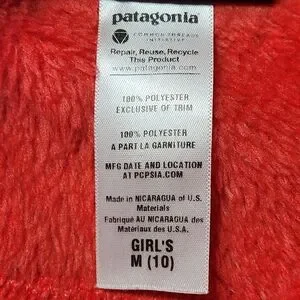 patagonia
COMMON THREADS
INITIATIVE
Repair, Reuse, Recycle
This Product
www.patagonia.com
100% POLYESTER
EXCLUSIVE OF TRIM
100% POLYESTER
A PART LA GARNITURE
MFG DATE AND LOCATION
AT PCPSIA.COM
Made in NICARAGUA of U.S.
Materials
Fabriqué AU NICARAGUA des
Matériaux des U.S.A.
GIRL'S
M (10)